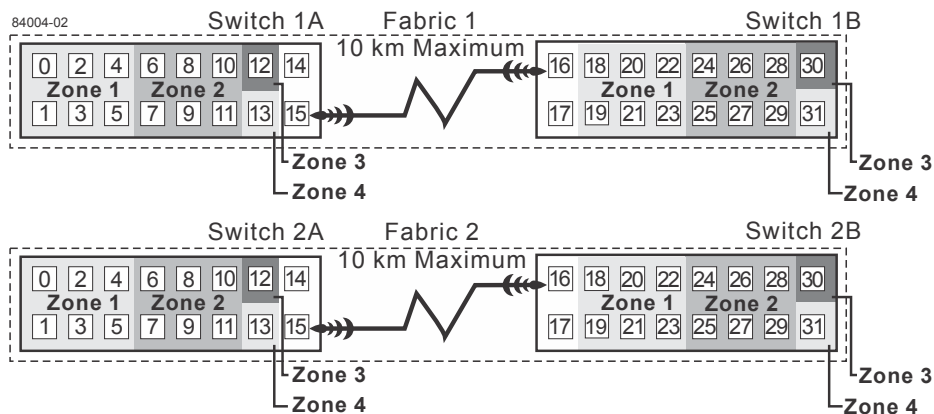 84004-02
Switch 1A Fabric 1 Switch 1B
10 km Maximum
0 2 4 6 8 10 12 14 16 18 20 22 24 26 28 30
Zone 1 Zone 2 Zone 1 Zone 2
1 3 5 7 9 11 13 15 17 19 21 23 25 27 29 31
Zone 3 Zone 3
Zone 4 Zone 4
Switch 2A Fabric 2 Switch 2B
10 km Maximum
0 2 4 6 8 10 12 14 16 18 20 22 24 26 28 30
Zone 1 Zone 2 Zone 1 Zone 2
1 3 5 7 9 11 13 15 17 19 21 23 25 27 29 31
Zone 3 Zone 3
Zone 4 Zone 4